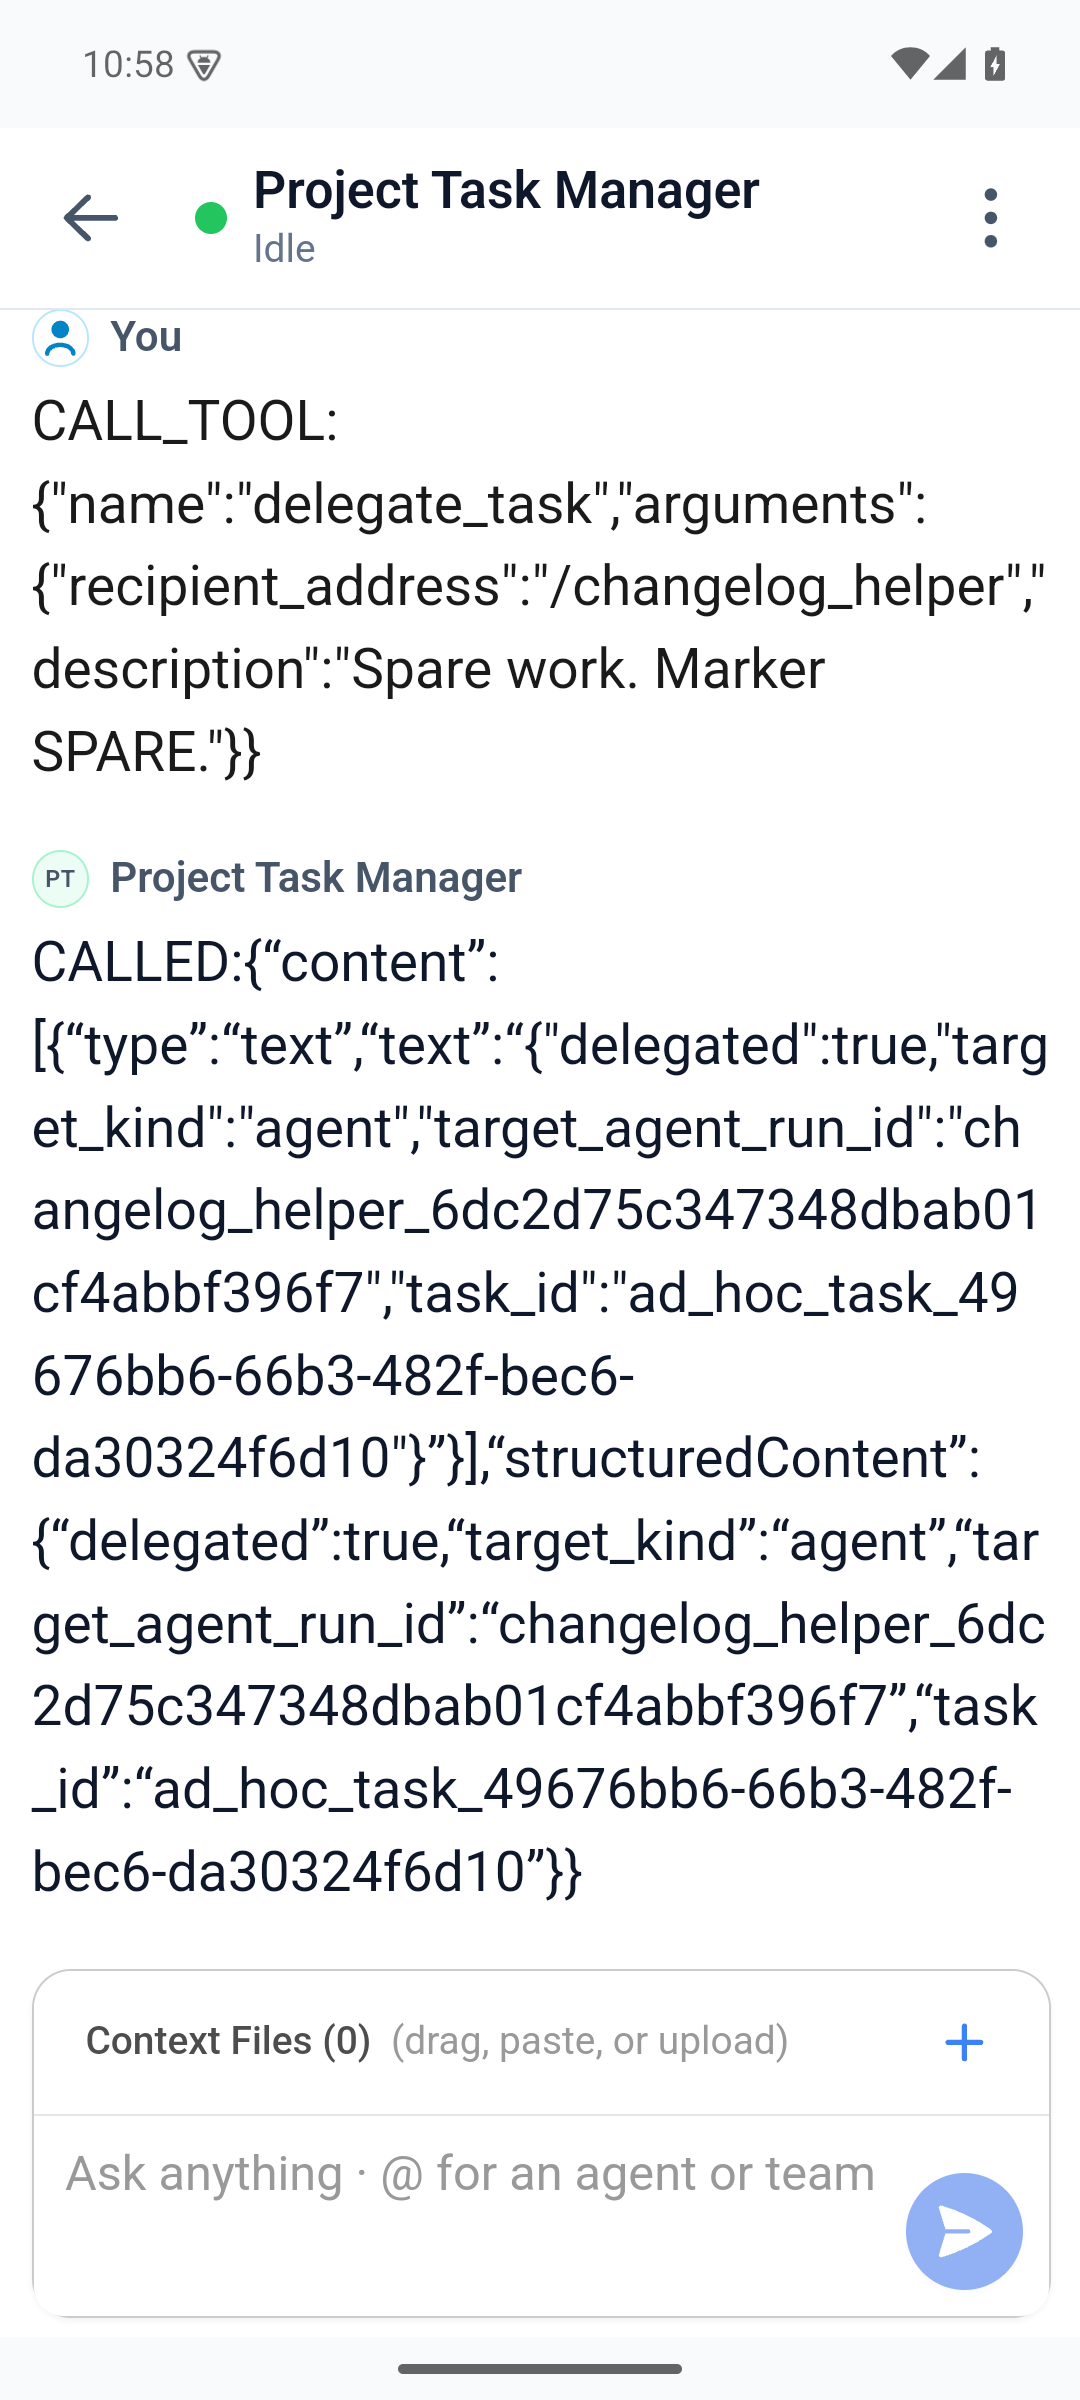 10:58
Project Task Manager
Idle
You
CALL_TOOL:
{"name":"delegate_task","arguments":
{"recipient_address":"/changelog_helper","
description":"Spare work. Marker
SPARE."}}
PT Project Task Manager
CALLED:{“content”:
[{“type”:“text”,“text”:“{"delegated":true,"targ
et_kind":"agent","target_agent_run_id":"ch
angelog_helper_6dc2d75c347348dbab01
cf4abbf396f7","task_id":"ad_hoc_task_49
676bb6-66b3-482f-bec6-
da30324f6d10"}”}],“structuredContent”:
{“delegated”:true,“target_kind”:“agent”,“tar
get_agent_run_id”:“changelog_helper_6dc
2d75c347348dbab01cf4abbf396f7”,“task
_id”:“ad_hoc_task_49676bb6-66b3-482f-
bec6-da30324f6d10”}}
Context Files (0) (drag, paste, or upload)
Ask anything · @ for an agent or team